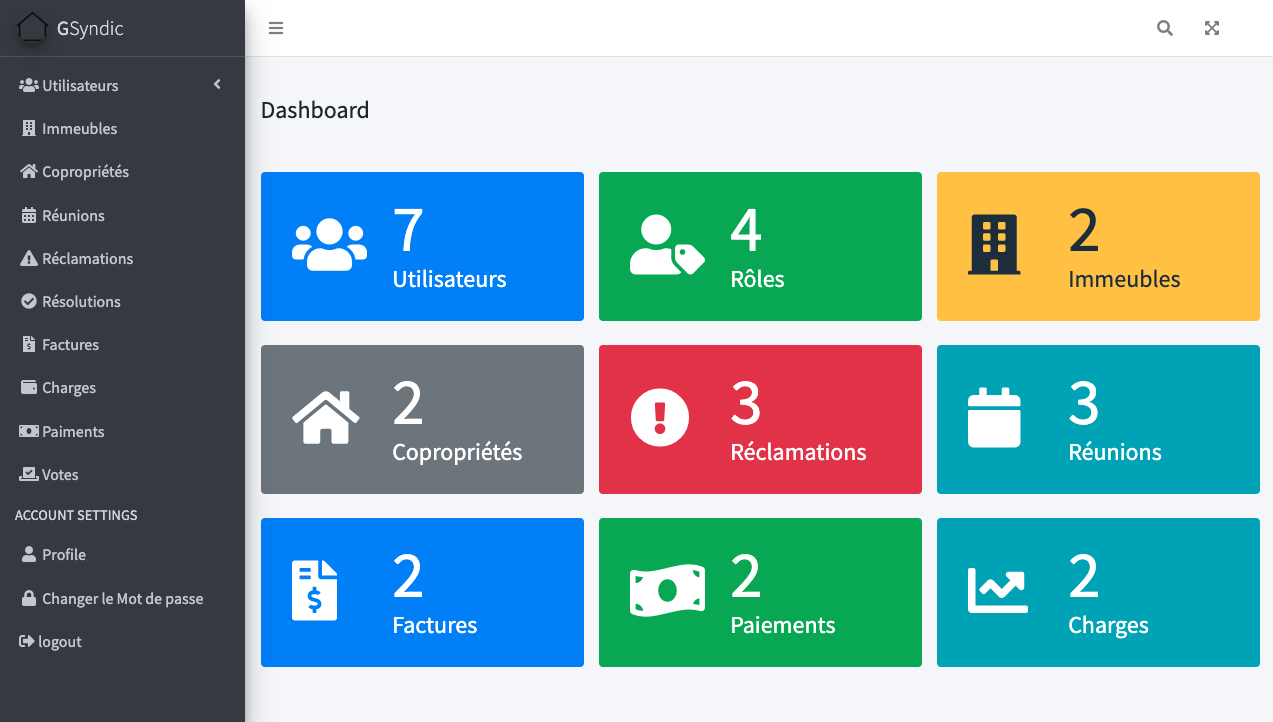 GSyndic
Utilisateurs
Immeubles
Copropriétés
Réunions
Réclamations
Résolutions
Factures
Charges
Paiments
Votes
ACCOUNT SETTINGS
Profile
Changer le Mot de passe
logout
Dashboard
7
Utilisateurs
4
Rôles
2
Immeubles
2
Copropriétés
3
Réclamations
3
Réunions
2
Factures
2
Paiements
2
Charges